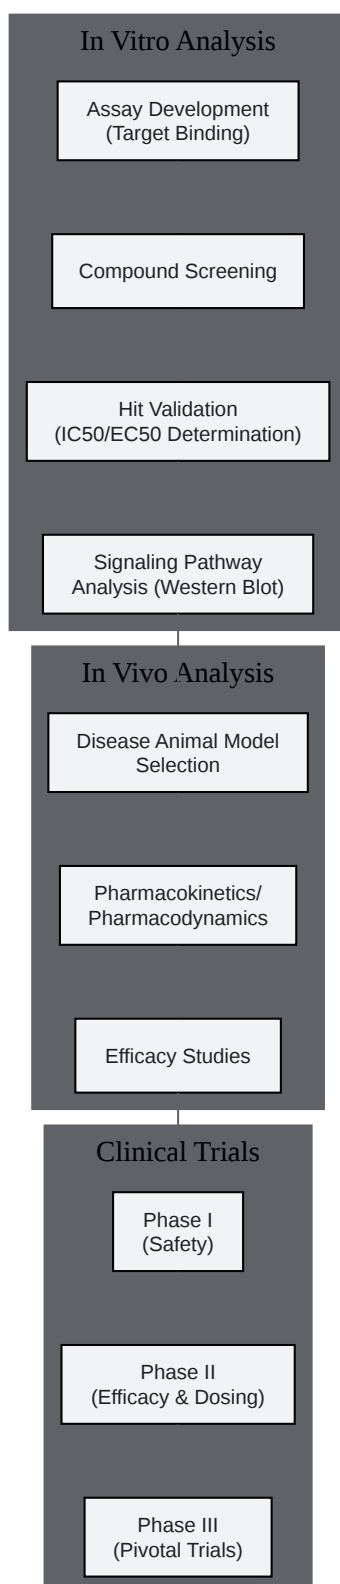 In Vitro Analysis
Assay Development
(Target Binding)
Compound Screening
Hit Validation
(IC50/EC50 Determination)
Signaling Pathway
Analysis (Western Blot)
In Vivo Analysis
Disease Animal Model
Selection
Pharmacokinetics/
Pharmacodynamics
Efficacy Studies
Clinical Trials
Phase I
(Safety)
Phase II
(Efficacy & Dosing)
Phase III
(Pivotal Trials)